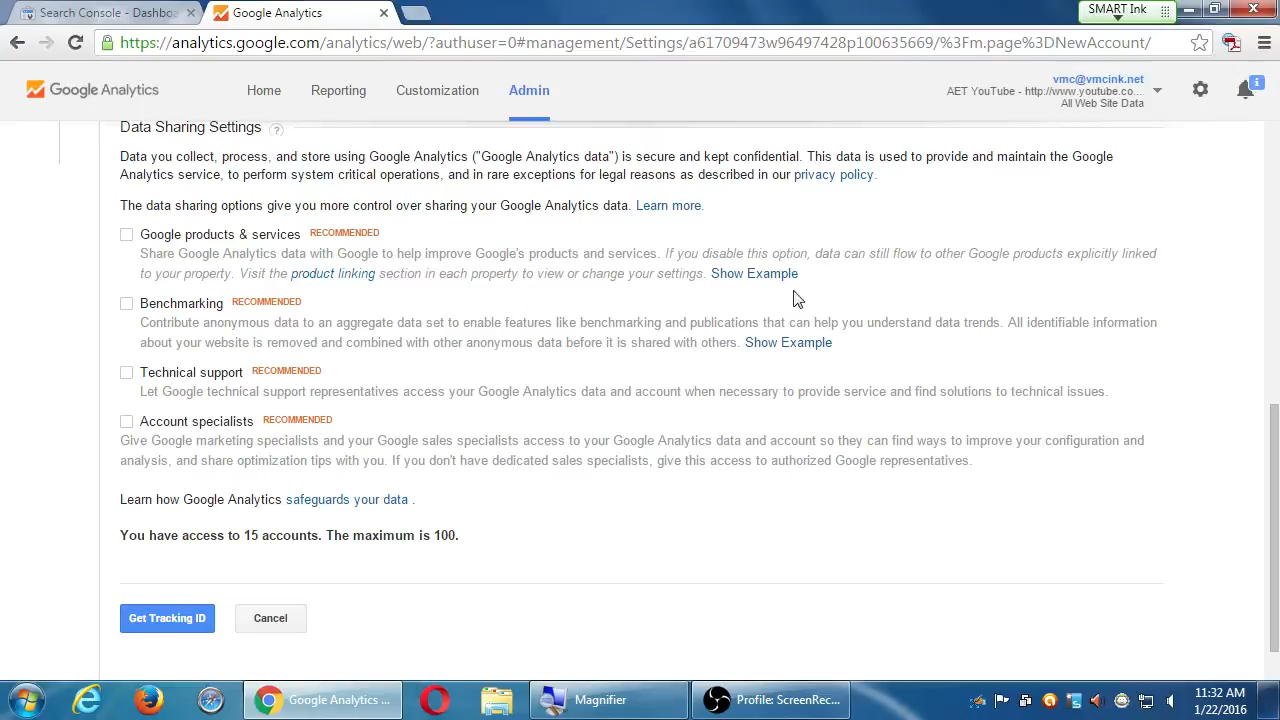 Search Console - Dashboa
Google Analytics
SMART Ink
https://analytics.google.com/analytics/web/?authuser=0#management/Settings/a61709473w96497428p100635669/%3Fm.page%3DNewAccount/
Google Analytics
Home
Reporting
Customization
Admin
vmc@vmcink.net
AET YouTube - http://www.youtube.co...
All Web Site Data
Data Sharing Settings ?
Data you collect, process, and store using Google Analytics ("Google Analytics data") is secure and kept confidential. This data is used to provide and maintain the Google
Analytics service, to perform system critical operations, and in rare exceptions for legal reasons as described in our privacy policy.
The data sharing options give you more control over sharing your Google Analytics data. Learn more.
Google products & services RECOMMENDED
Share Google Analytics data with Google to help improve Google's products and services. If you disable this option, data can still flow to other Google products explicitly linked
to your property. Visit the product linking section in each property to view or change your settings. Show Example
Benchmarking RECOMMENDED
Contribute anonymous data to an aggregate data set to enable features like benchmarking and publications that can help you understand data trends. All identifiable information
about your website is removed and combined with other anonymous data before it is shared with others. Show Example
Technical support RECOMMENDED
Let Google technical support representatives access your Google Analytics data and account when necessary to provide service and find solutions to technical issues.
Account specialists RECOMMENDED
Give Google marketing specialists and your Google sales specialists access to your Google Analytics data and account so they can find ways to improve your configuration and
analysis, and share optimization tips with you. If you don't have dedicated sales specialists, give this access to authorized Google representatives.
Learn how Google Analytics safeguards your data .
You have access to 15 accounts. The maximum is 100.
Get Tracking ID
Cancel
Google Analytics ...
Magnifier
Profile: ScreenRec...
11:32 AM
1/22/2016